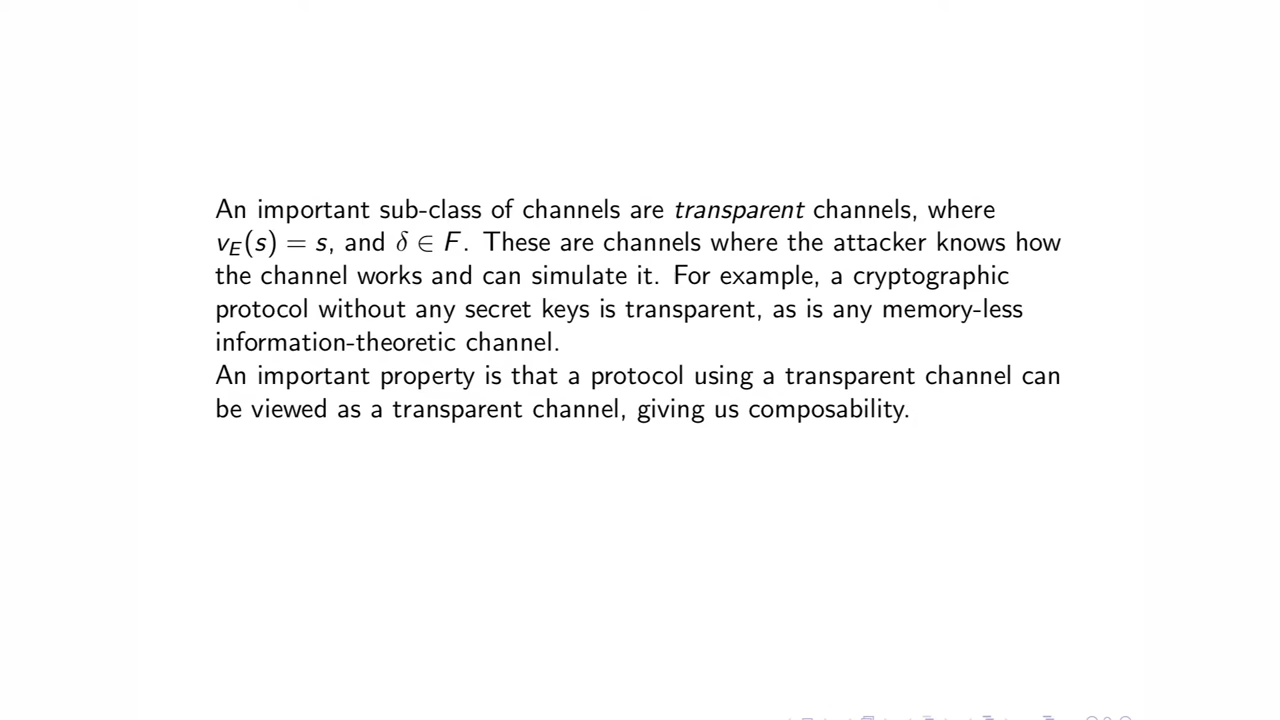 An important sub-class of channels are transparent channels, where
v_E(s) = s, and δ ∈ F. These are channels where the attacker knows how
the channel works and can simulate it. For example, a cryptographic
protocol without any secret keys is transparent, as is any memory-less
information-theoretic channel.
An important property is that a protocol using a transparent channel can
be viewed as a transparent channel, giving us composability.